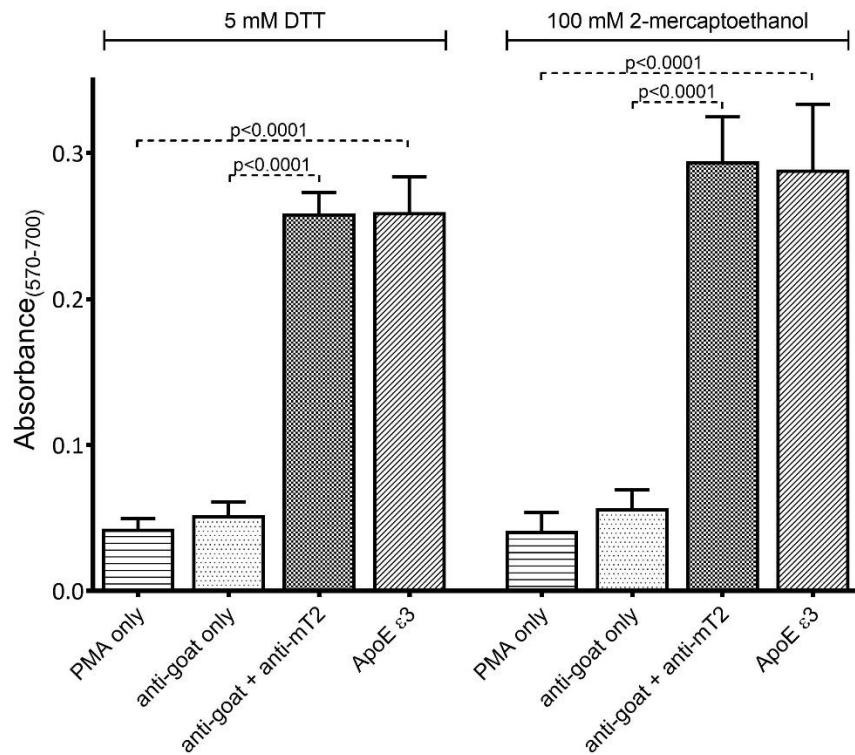 5 mM DTT
100 mM 2-mercaptoethanol
p<0.0001
p<0.0001
p<0.0001
p<0.0001
Absorbance(570-700)
0.3
0.2
0.1
0.0
PMA only
anti-goat only
anti-goat + anti-mT2
ApoE ε3
PMA only
anti-goat only
anti-goat + anti-mT2
ApoE ε3